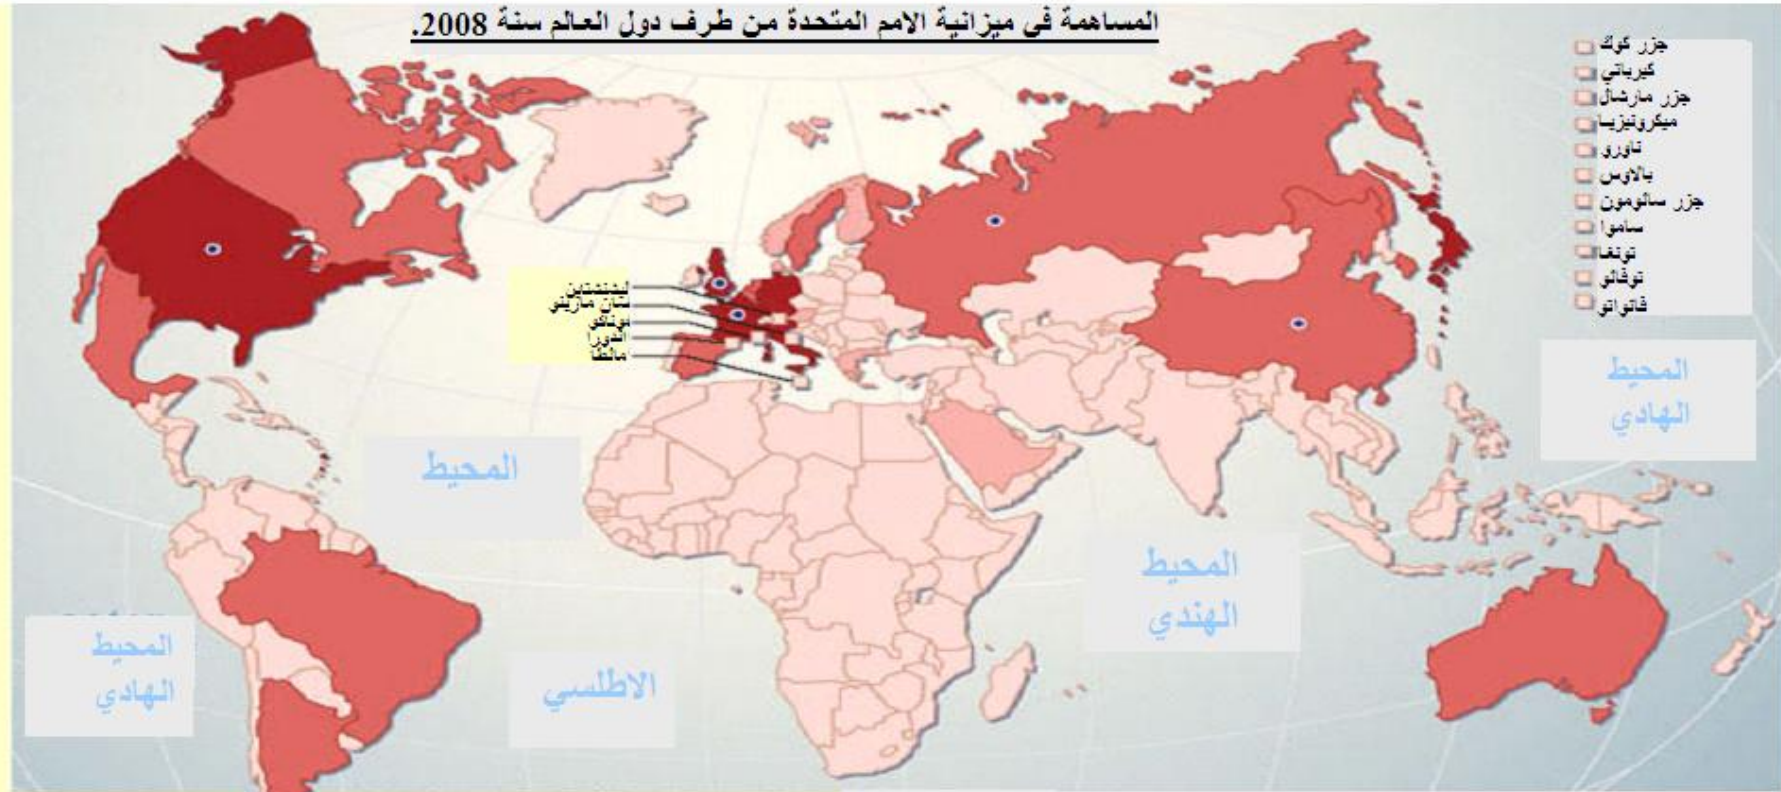 المساهمة في ميزانية الامم المتحدة من طرف دول العالم سنة 2008.
جزر كوك
كيرباتي
جزر مارشال
ميكرونيزيا
ناورو
بالاوس
جزر سالومون
ساموا
تونغا
توفالو
فانواتو
ليشنشتاين
سان مارينو
موناكو
اندورا
مالطا
المحيط
الهادي
المحيط
الاطلسي
المحيط
الهندي
المحيط
الهادي